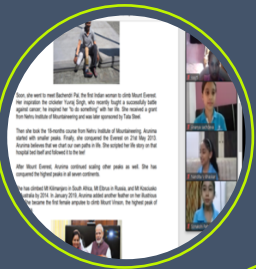 Soon, she went to meet Bachendri Pal, the first Indian woman to climb Mount Everest.
Her inspiration the cricketer Yuvraj Singh, who recently fought a successfully battle
against cancer, he inspired her "to do something" with her life. She received a grant
from Nehru Institute of Mountaineering and was later sponsored by Tata Steel.
Then she took the 18-months course from Nehru Institute of Mountaineering. Arunima
started with smaller peaks. Finally, she conquered the Everest on 21st May 2013.
Arunima believes that we chart our own paths in life. She scripted her life story on that
hospital bed itself and followed it to the text
After Mount Everest, Arunima continued scaling other peaks as well. She has
conquered the highest peaks in all seven continents.
She has climbed Mt Kilimanjaro in South Africa, Mt Elbrus in Russia, and Mt Kosciusko
Australia by 2014. In January 2019, Arunima added another feather on her illustrious
he became the first female amputee to climb Mount Vinson, the highest peak of